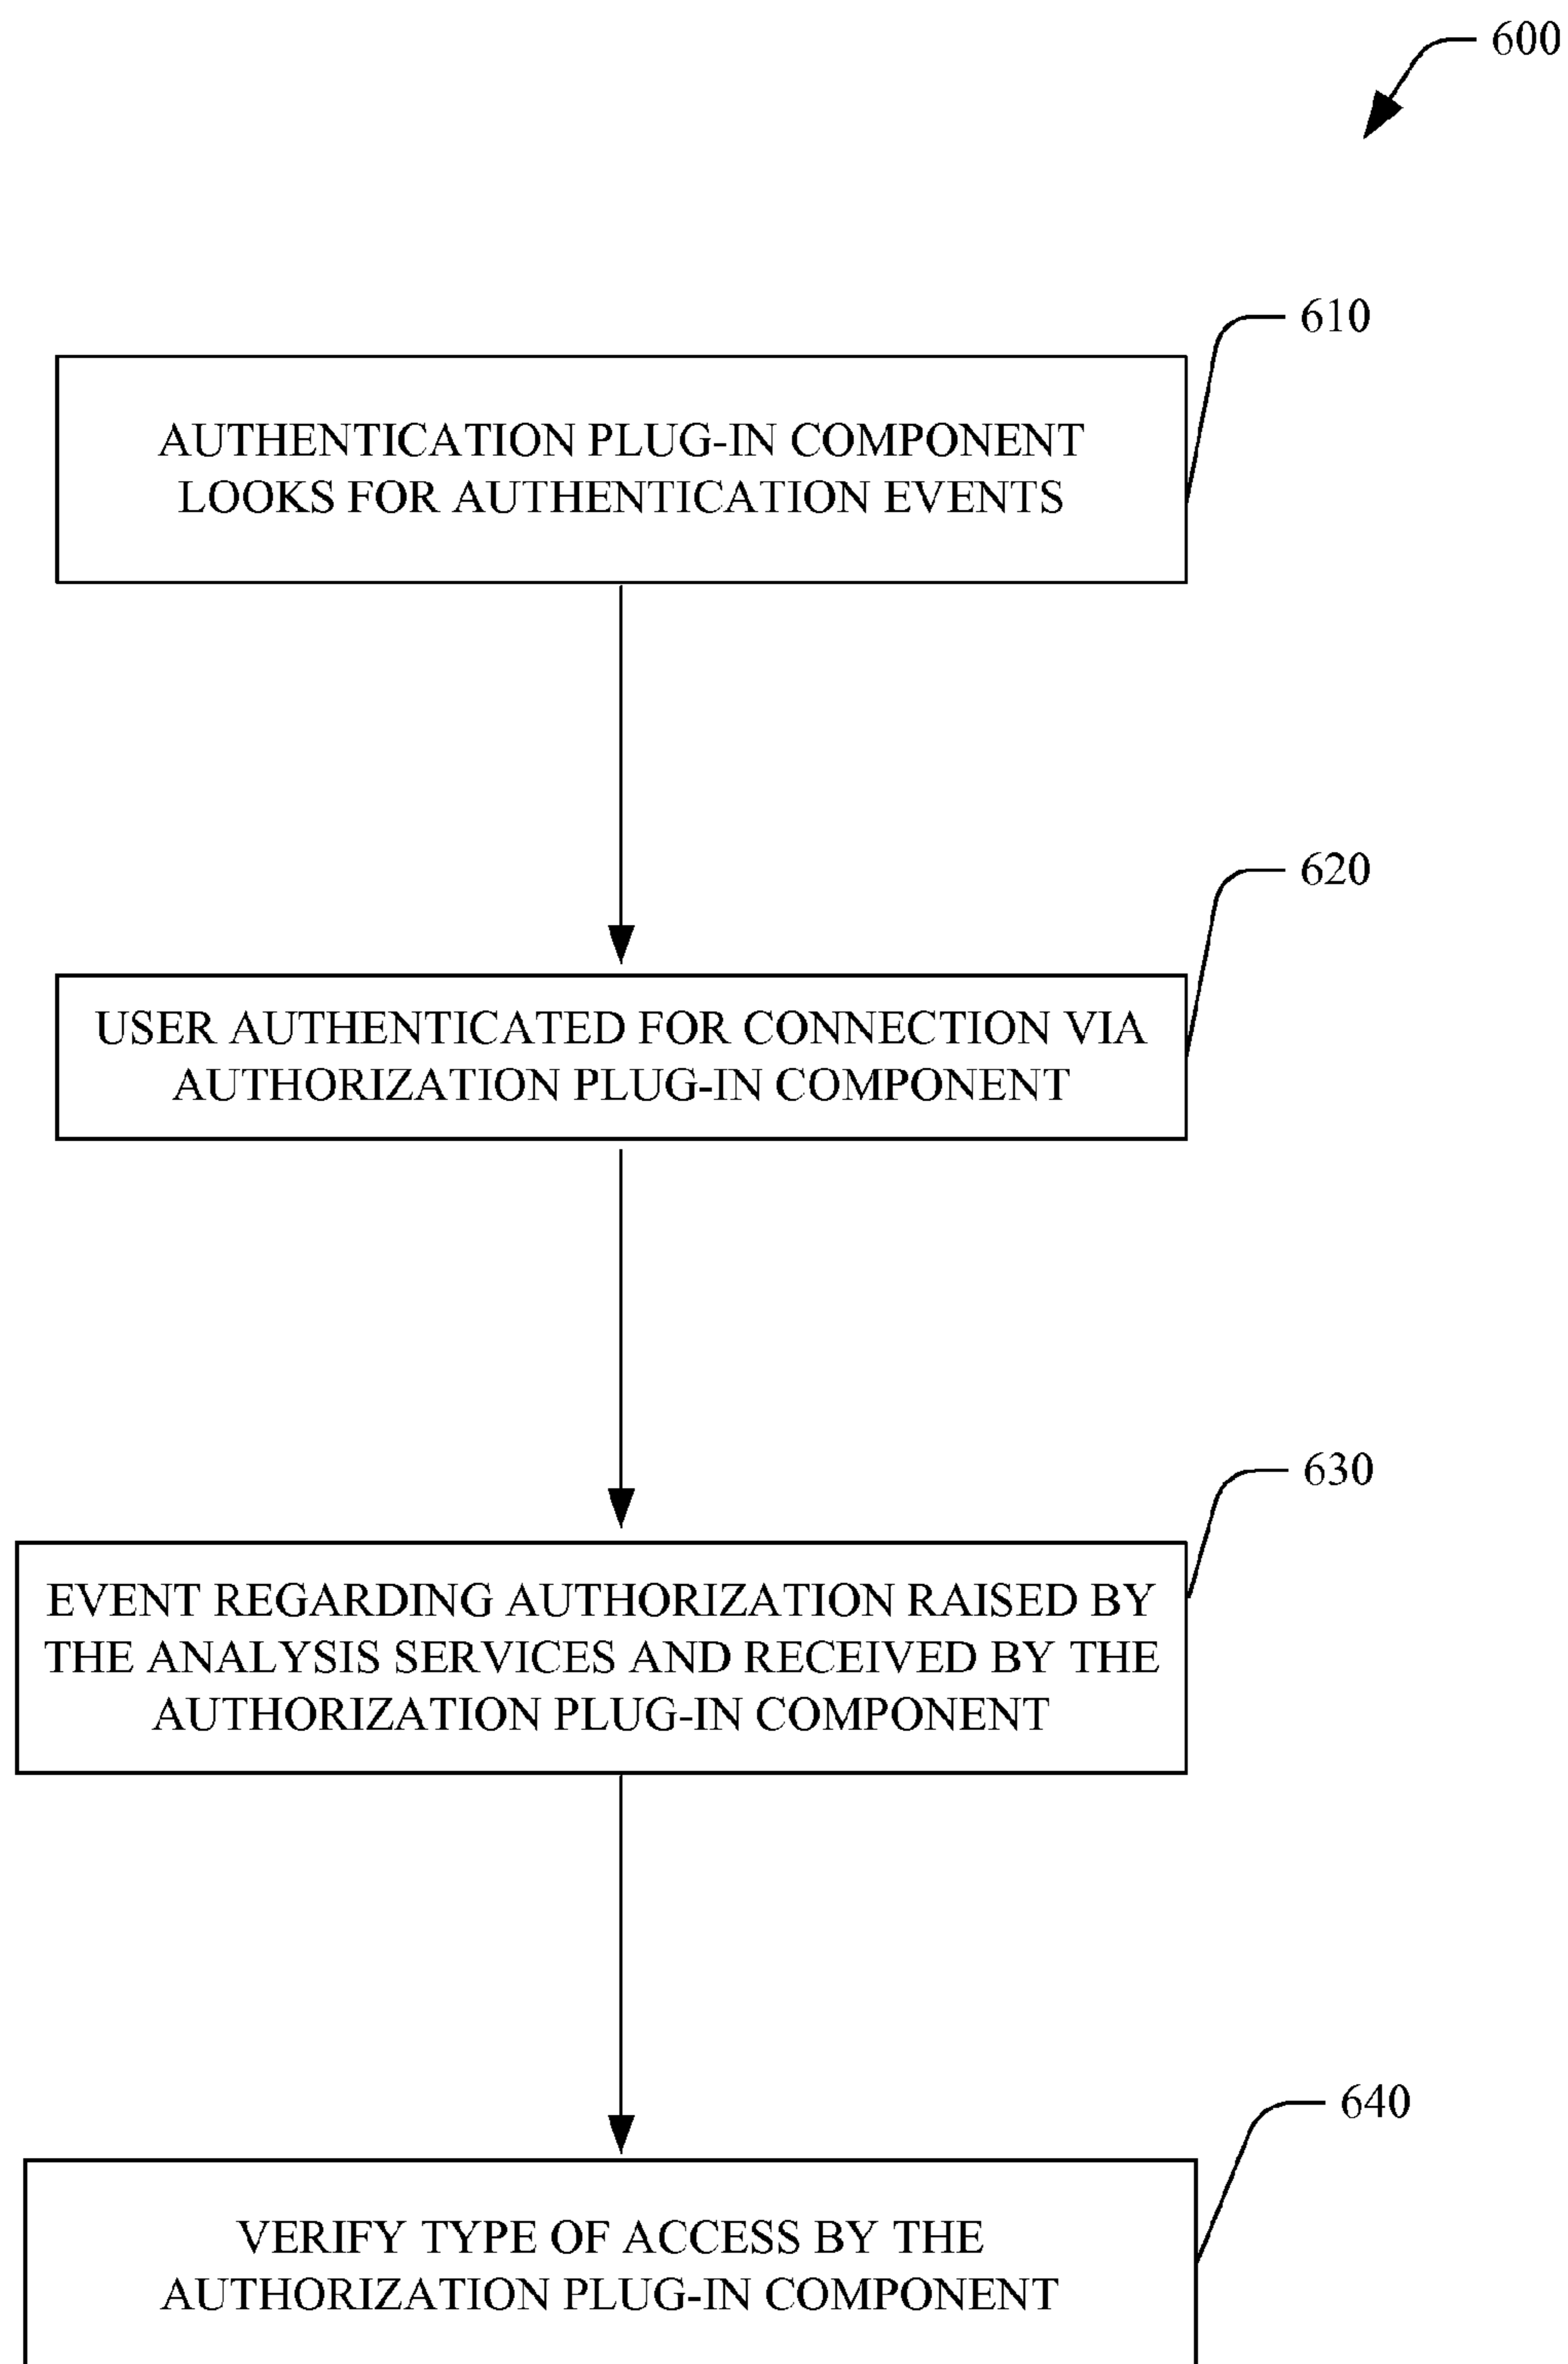 600
610
AUTHENTICATION PLUG-IN COMPONENT
LOOKS FOR AUTHENTICATION EVENTS
620
USER AUTHENTICATED FOR CONNECTION VIA
AUTHORIZATION PLUG-IN COMPONENT
630
EVENT REGARDING AUTHORIZATION RAISED BY
THE ANALYSIS SERVICES AND RECEIVED BY THE
AUTHORIZATION PLUG-IN COMPONENT
640
VERIFY TYPE OF ACCESS BY THE
AUTHORIZATION PLUG-IN COMPONENT